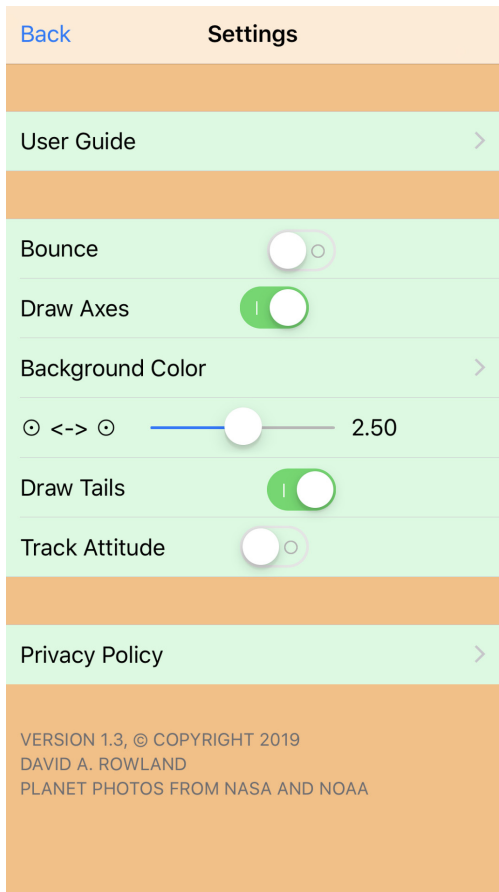 Back Settings
User Guide
Bounce
Draw Axes
Background Color
⊙ <-> ⊙ 2.50
Draw Tails
Track Attitude
Privacy Policy
VERSION 1.3, © COPYRIGHT 2019
DAVID A. ROWLAND
PLANET PHOTOS FROM NASA AND NOAA